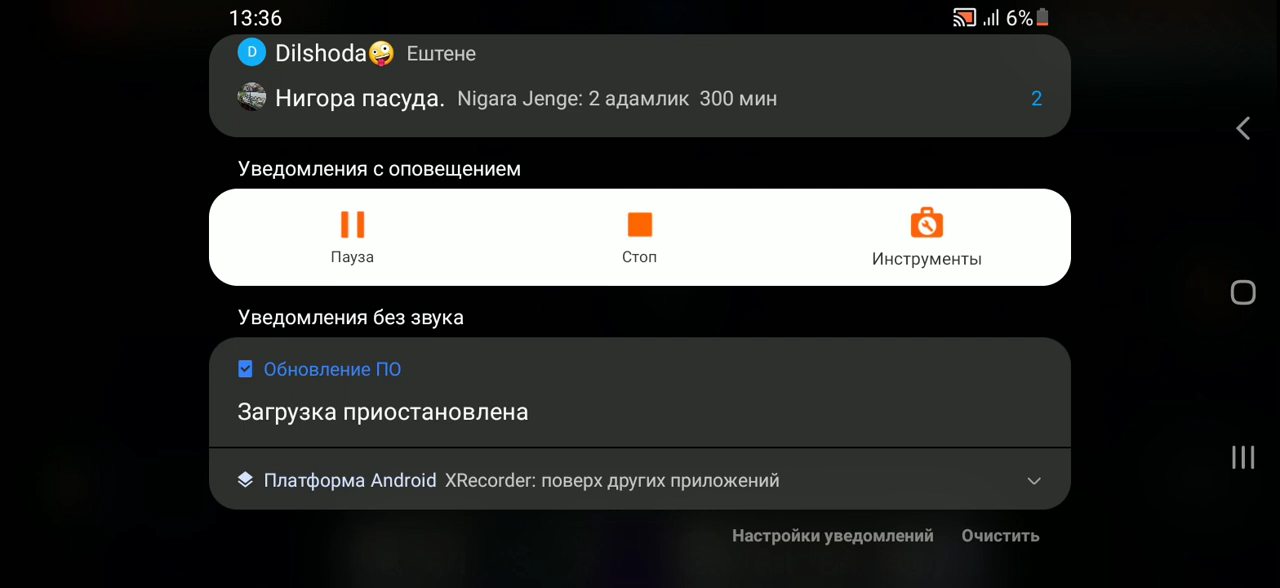 13:36 6%
D Dilshoda🤪 Ештене
Нигора пасуда. Nigara Jenge: 2 адамлик 300 мин 2
Уведомления с оповещением
Пауза Стоп Инструменты
Уведомления без звука
Обновление ПО
Загрузка приостановлена
Платформа Android XRecorder: поверх других приложений
Настройки уведомлений Очистить